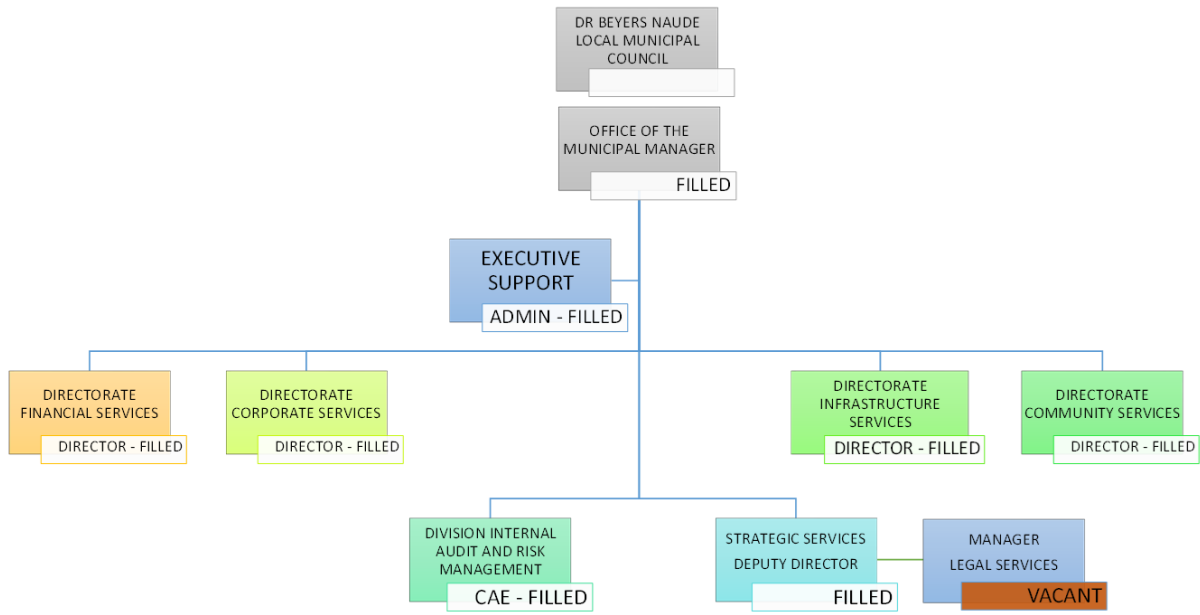 DR BEYERS NAUDE
LOCAL MUNICIPAL
COUNCIL
OFFICE OF THE
MUNICIPAL MANAGER
FILLED
EXECUTIVE
SUPPORT
ADMIN - FILLED
DIRECTORATE
FINANCIAL SERVICES
DIRECTOR - FILLED
DIRECTORATE
CORPORATE SERVICES
DIRECTOR - FILLED
DIRECTORATE
INFRASTRUCTURE
SERVICES
DIRECTOR - FILLED
DIRECTORATE
COMMUNITY SERVICES
DIRECTOR - FILLED
DIVISION INTERNAL
AUDIT AND RISK
MANAGEMENT
CAE - FILLED
STRATEGIC SERVICES
DEPUTY DIRECTOR
FILLED
MANAGER
LEGAL SERVICES
VACANT